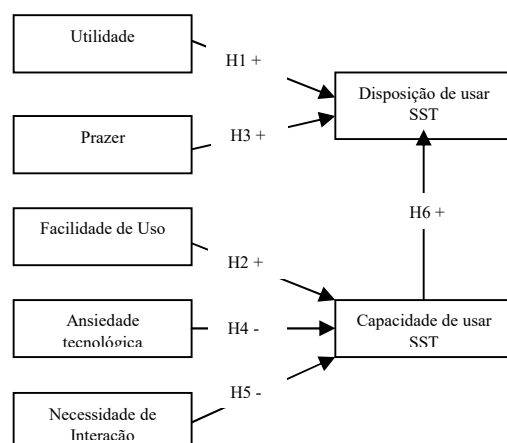 Utilidade
H1 +
Disposição de usar
SST
Prazer
H3 +
Facilidade de Uso
H6 +
H2 +
Ansiedade
tecnológica
H4 -
Capacidade de usar
SST
H5 -
Necessidade de
Interação